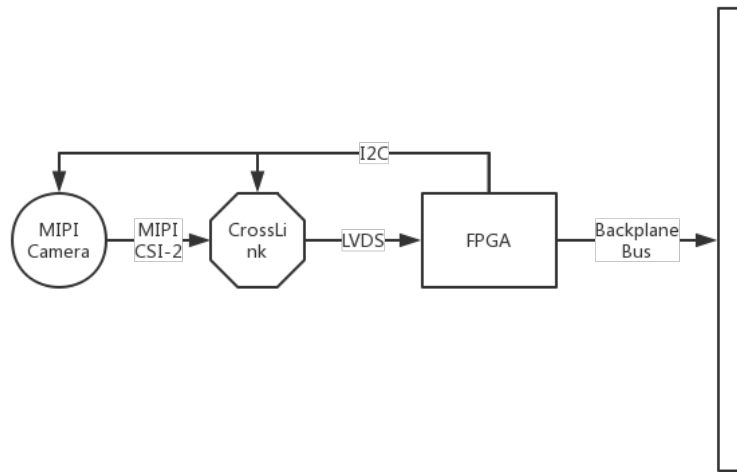 I2C
MIPI
Camera
MIPI
CSI-2
CrossLi
nk
LVDS
FPGA
Backplane
Bus